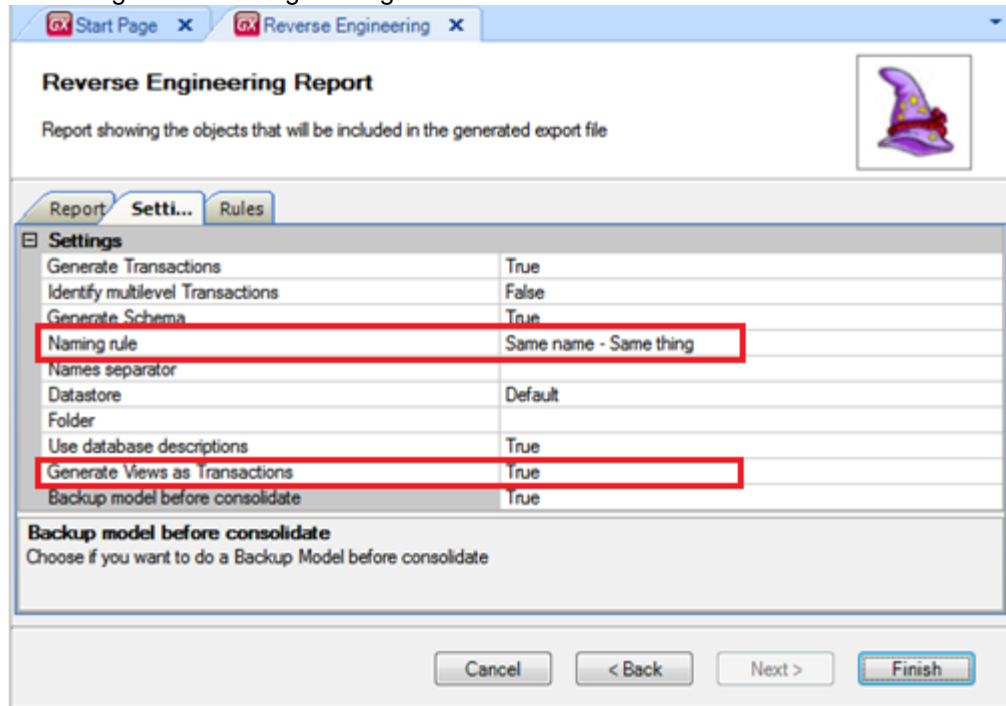 GX Start Page x GX Reverse Engineering x
Reverse Engineering Report
Report showing the objects that will be included in the generated export file
Report Setti... Rules
Settings
Generate Transactions True
Identify multilevel Transactions False
Generate Schema True
Naming rule Same name - Same thing
Names separator
Datastore Default
Folder
Use database descriptions True
Generate Views as Transactions True
Backup model before consolidate True
Backup model before consolidate
Choose if you want to do a Backup Model before consolidate
Cancel < Back Next > Finish